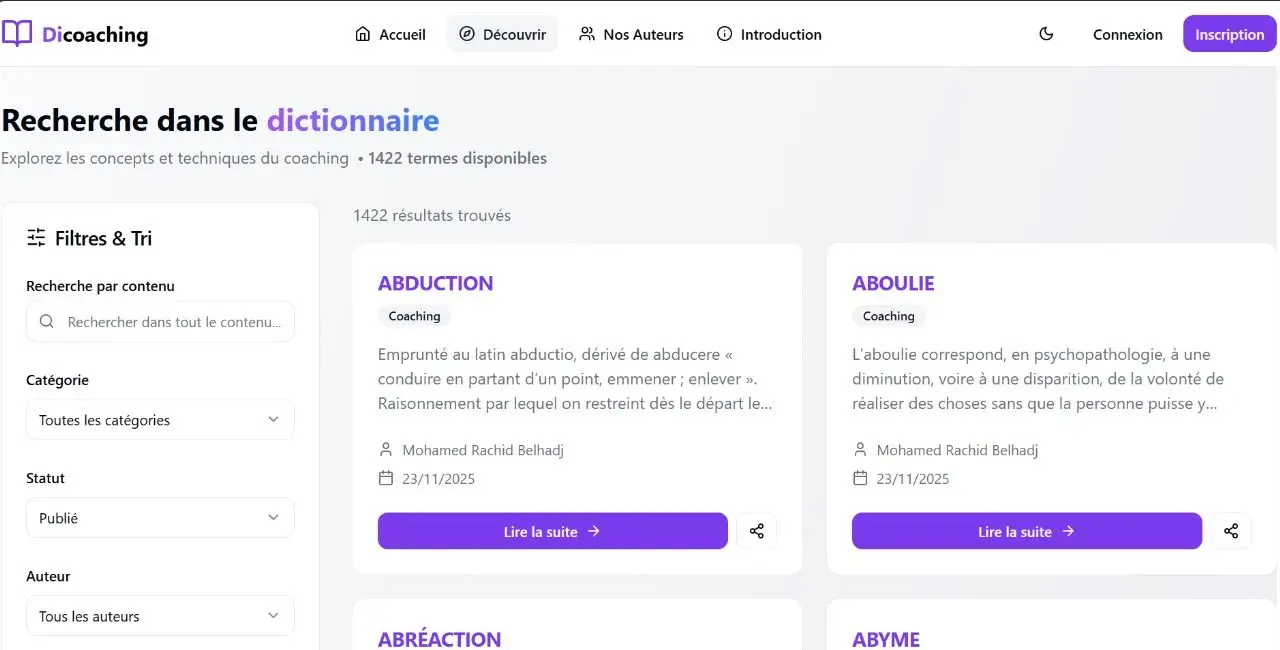 Dicoaching
Accueil
Découvrir
Nos Auteurs
Introduction
Connexion
Inscription
Recherche dans le dictionnaire
Explorez les concepts et techniques du coaching • 1422 termes disponibles
Filtres & Tri
Recherche par contenu
Rechercher dans tout le contenu...
Catégorie
Toutes les catégories
Statut
Publié
Auteur
Tous les auteurs
1422 résultats trouvés
ABDUCTION
Coaching
Emprunté au latin abductio, dérivé de abducere «
conduire en partant d’un point, emmener ; enlever ».
Raisonnement par lequel on restreint dès le départ le...
Mohamed Rachid Belhadj
23/11/2025
Lire la suite →
ABOULIE
Coaching
L'aboulie correspond, en psychopathologie, à une
diminution, voire à une disparition, de la volonté de
réaliser des choses sans que la personne puisse y...
Mohamed Rachid Belhadj
23/11/2025
Lire la suite →
ABRÉACTION
ABYME